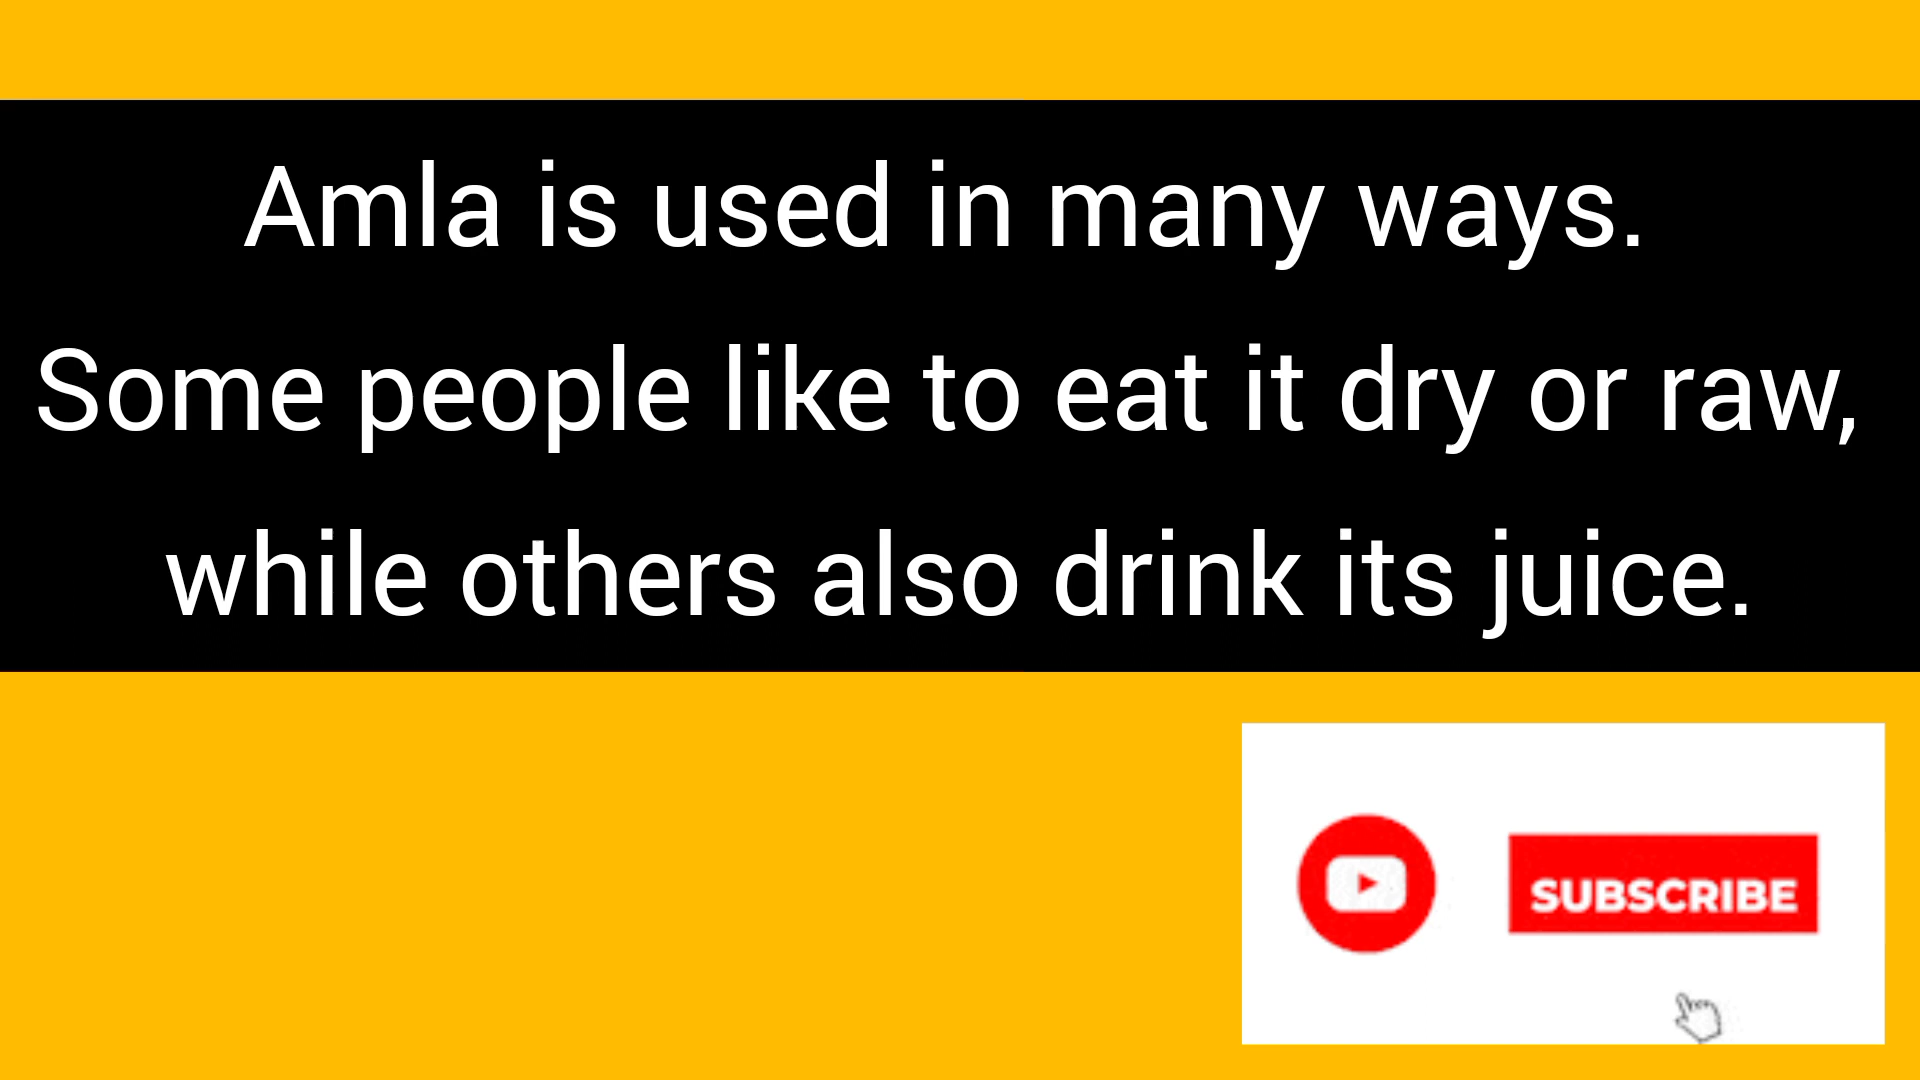 Amla is used in many ways.
Some people like to eat it dry or raw,
while others also drink its juice.
SUBSCRIBE